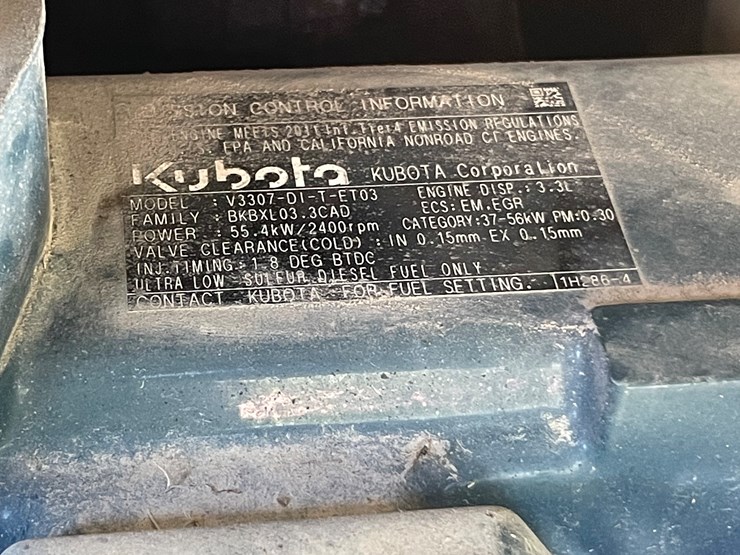 CONTROL INFORMATION
ENGINE MEETS 2011 Int. Tier4 EMISSION REGULATIONS
EPA AND CALIFORNIA NONROAD CI ENGINES.
Kubota KUBOTA Corporation
MODEL : V3307-DI-T-ET03 ENGINE DISP.: 3.3L
FAMILY : BKBXL03.3CAD ECS: EM,EGR
POWER : 55.4kW/2400rpm CATEGORY:37-56kW PM:0.30
VALVE CLEARANCE(COLD) : IN 0.15mm EX 0.15mm
INJ.TIMING: 1.8 DEG BTDC
ULTRA LOW SULFUR DIESEL FUEL ONLY
CONTACT KUBOTA FOR FUEL SETTING. 1H286-4